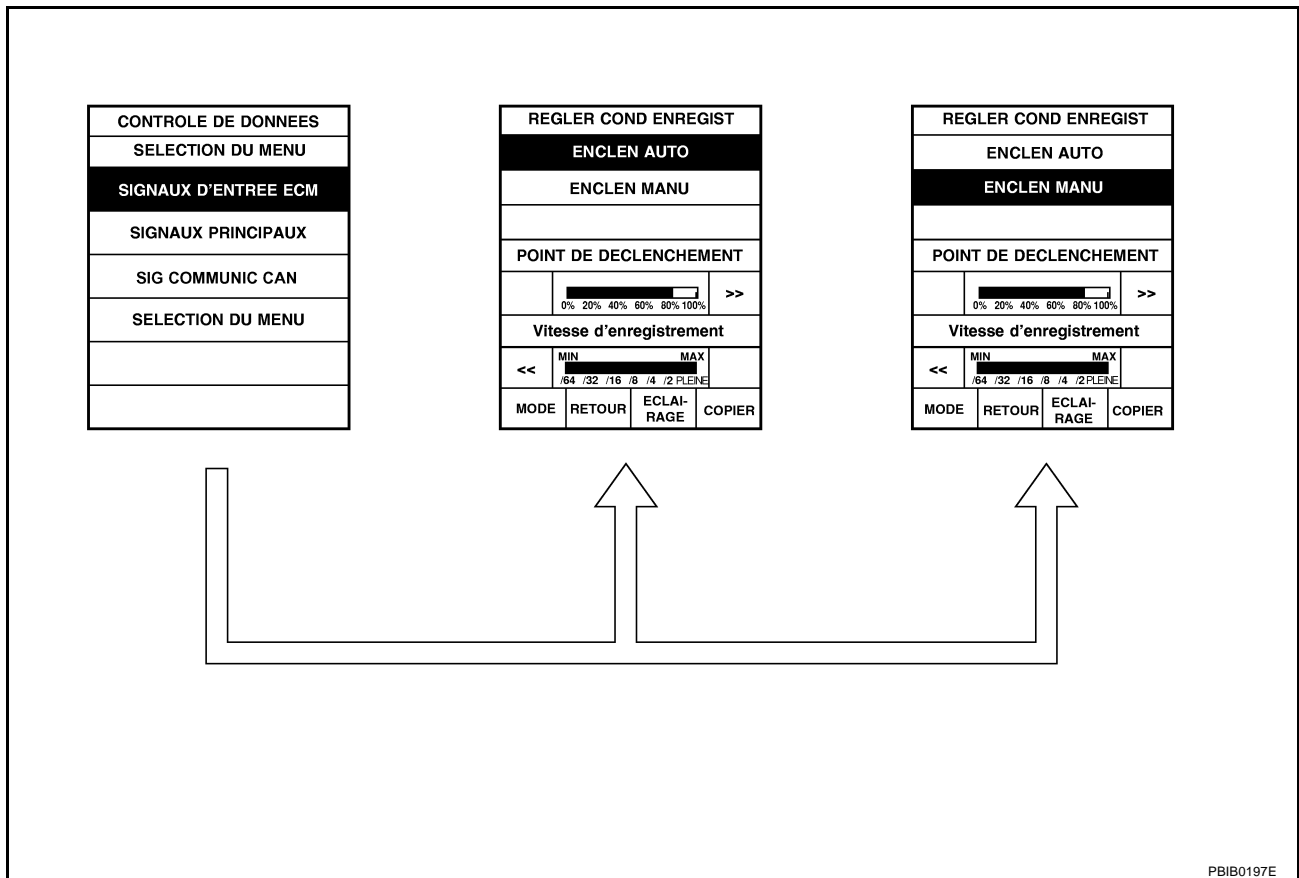 CONTROLE DE DONNEES
SELECTION DU MENU
SIGNAUX D'ENTREE ECM
SIGNAUX PRINCIPAUX
SIG COMMUNIC CAN
SELECTION DU MENU
REGLER COND ENREGIST
ENCLEN AUTO
ENCLEN MANU
POINT DE DECLENCHEMENT
>>
0% 20% 40% 60% 80% 100%
Vitesse d'enregistrement
MIN MAX
<<
/64 /32 /16 /8 /4 /2 PLEINE
MODE RETOUR ECLAI-
RAGE COPIER
REGLER COND ENREGIST
ENCLEN AUTO
ENCLEN MANU
POINT DE DECLENCHEMENT
>>
0% 20% 40% 60% 80% 100%
Vitesse d'enregistrement
MIN MAX
<<
/64 /32 /16 /8 /4 /2 PLEINE
MODE RETOUR ECLAI-
RAGE COPIER
PBIB0197E